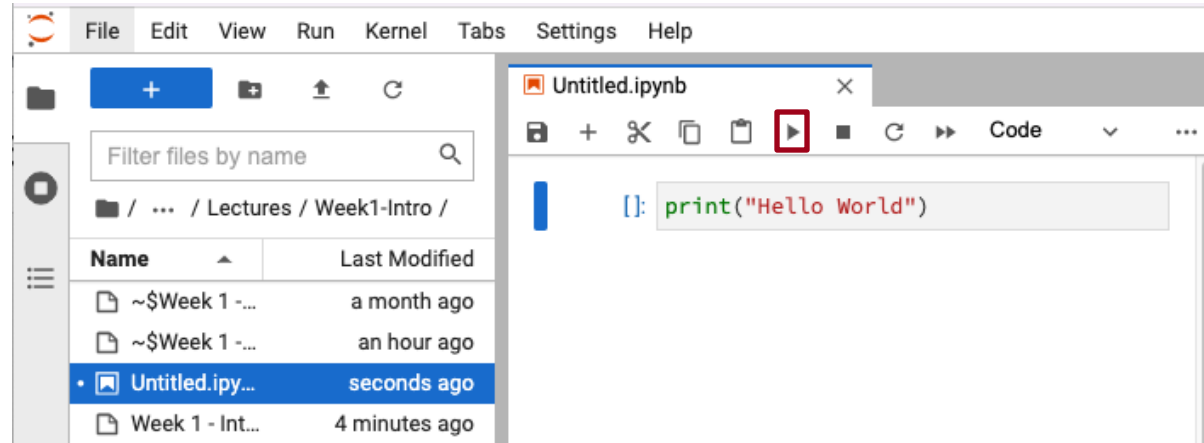 File Edit View Run Kernel Tabs Settings Help
Untitled.ipynb
Code
Filter files by name
/ ... / Lectures / Week1-Intro /
[]: print("Hello World")
Name Last Modified
~$Week 1 -... a month ago
~$Week 1 -... an hour ago
Untitled.ipy... seconds ago
Week 1 - Int... 4 minutes ago